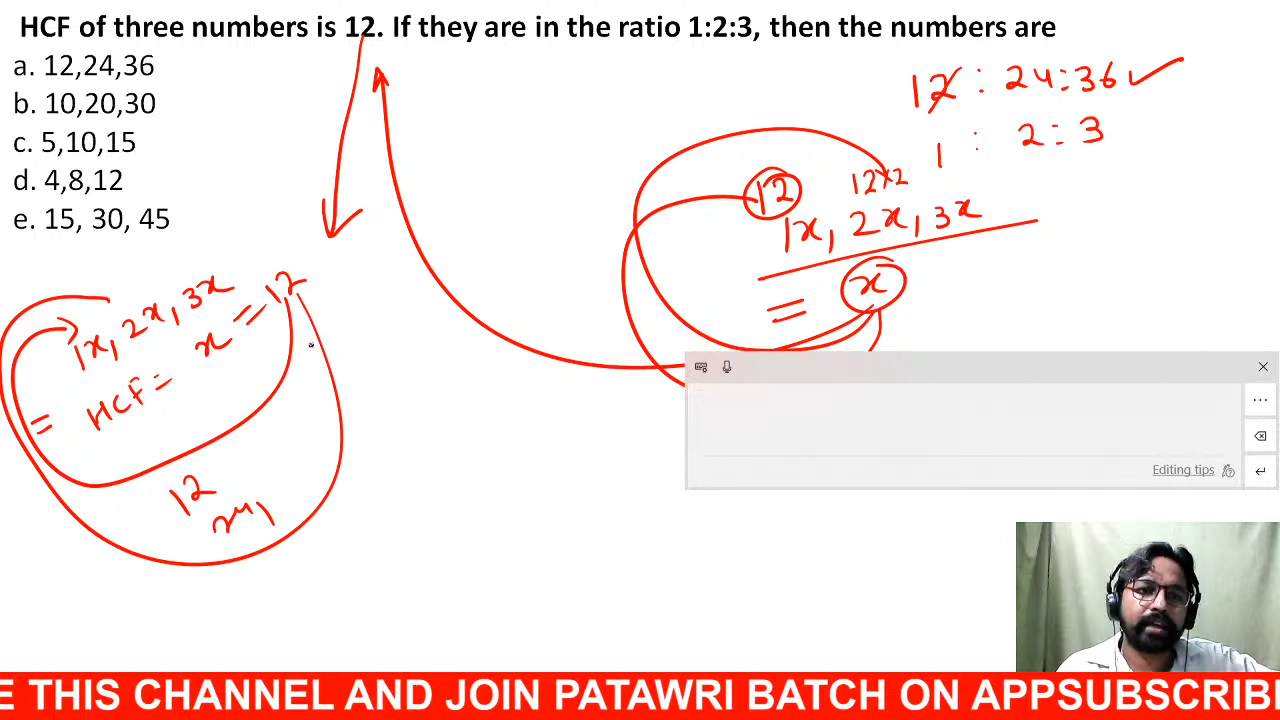 HCF of three numbers is 12. If they are in the ratio 1:2:3, then the numbers are
a. 12,24,36
b. 10,20,30
c. 5,10,15
d. 4,8,12
e. 15, 30, 45
12 : 24 : 36 ✓
1 : 2 : 3
12 12×2
1x, 2x, 3x
= x
1x, 2x, 3x
= HCF = x = 12
12
24,
Editing tips
E THIS CHANNEL AND JOIN PATAWRI BATCH ON APPSUBSCRIBE